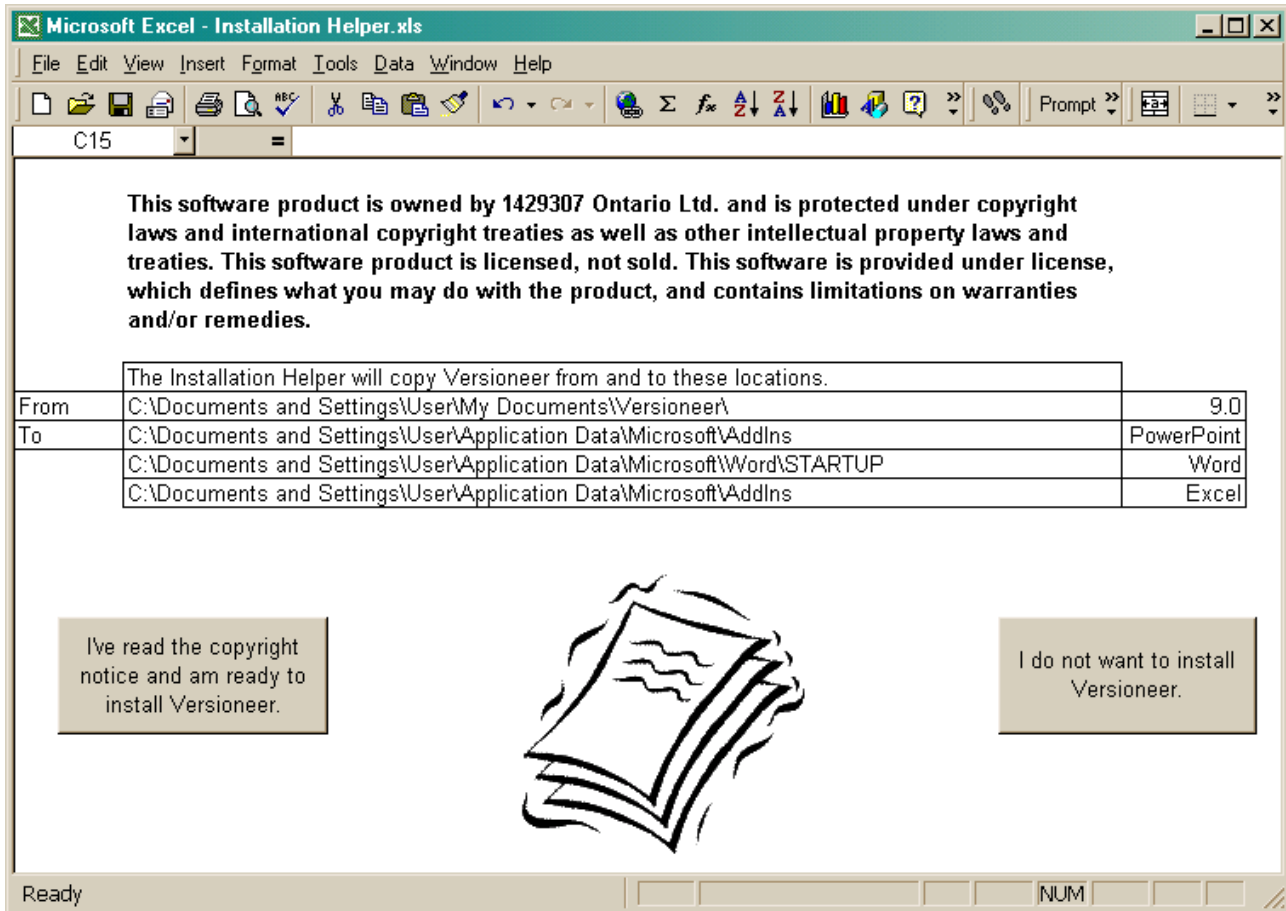 Microsoft Excel - Installation Helper.xls
File Edit View Insert Format Tools Data Window Help
ABC Σ fx A Z Z A ? » Prompt » a »
C15 =
This software product is owned by 1429307 Ontario Ltd. and is protected under copyright
laws and international copyright treaties as well as other intellectual property laws and
treaties. This software product is licensed, not sold. This software is provided under license,
which defines what you may do with the product, and contains limitations on warranties
and/or remedies.
The Installation Helper will copy Versioneer from and to these locations.
From C:\Documents and Settings\User\My Documents\Versioneer\ 9.0
To C:\Documents and Settings\User\Application Data\Microsoft\AddIns PowerPoint
C:\Documents and Settings\User\Application Data\Microsoft\Word\STARTUP Word
C:\Documents and Settings\User\Application Data\Microsoft\AddIns Excel
I've read the copyright
notice and am ready to
install Versioneer.
I do not want to install
Versioneer.
Ready NUM